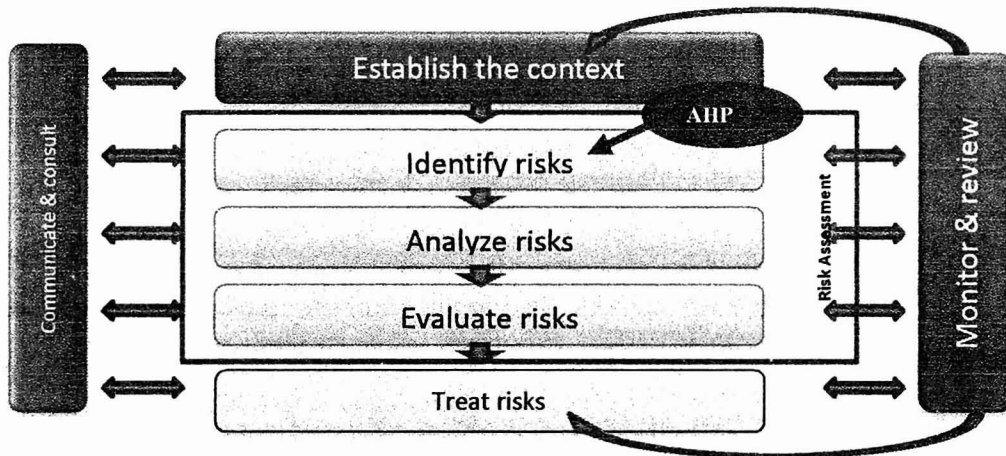 Establish the context
AHP
Identify risks
Analyze risks
Evaluate risks
Treat risks
Communicate & consult
Risk Assessment
Monitor & review